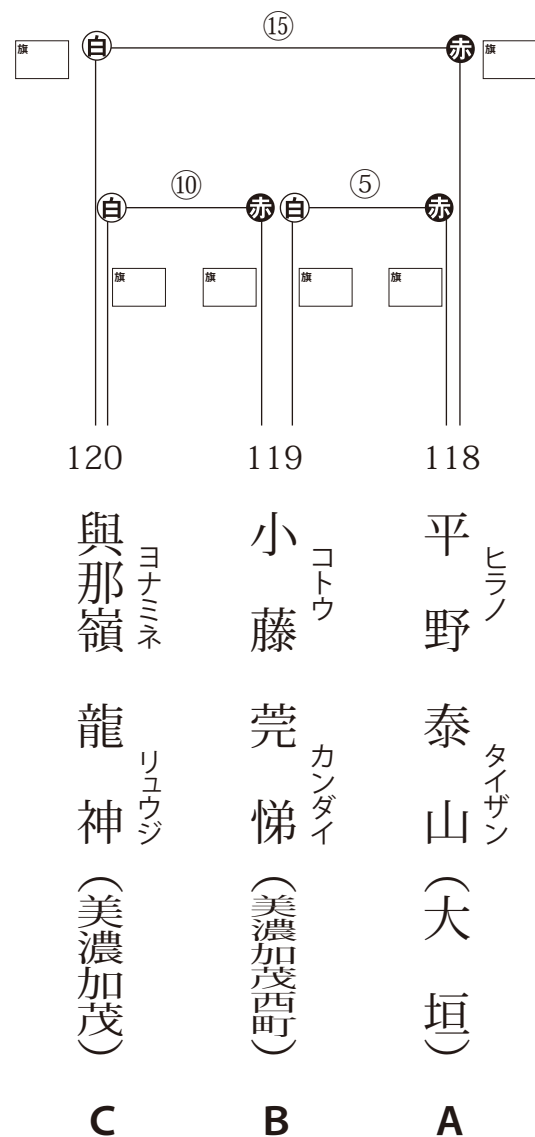 ⑮
旗 白 赤 旗
⑩ ⑤
白 赤 白 赤
旗 旗 旗 旗
118
平野 泰山（大垣）
ヒラノ タイザン
A
119
小藤 莞悌（美濃加茂西町）
コトウ カンダイ
B
120
與那嶺 龍神（美濃加茂）
ヨナミネ リュウジ
C